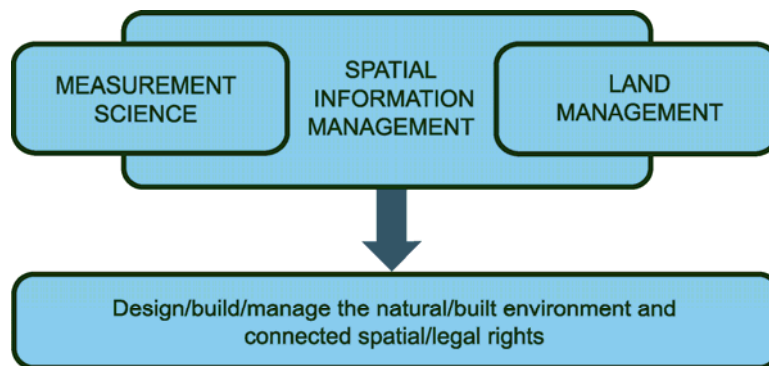 MEASUREMENT
SCIENCE
SPATIAL
INFORMATION
MANAGEMENT
LAND
MANAGEMENT
Design/build/manage the natural/built environment and
connected spatial/legal rights